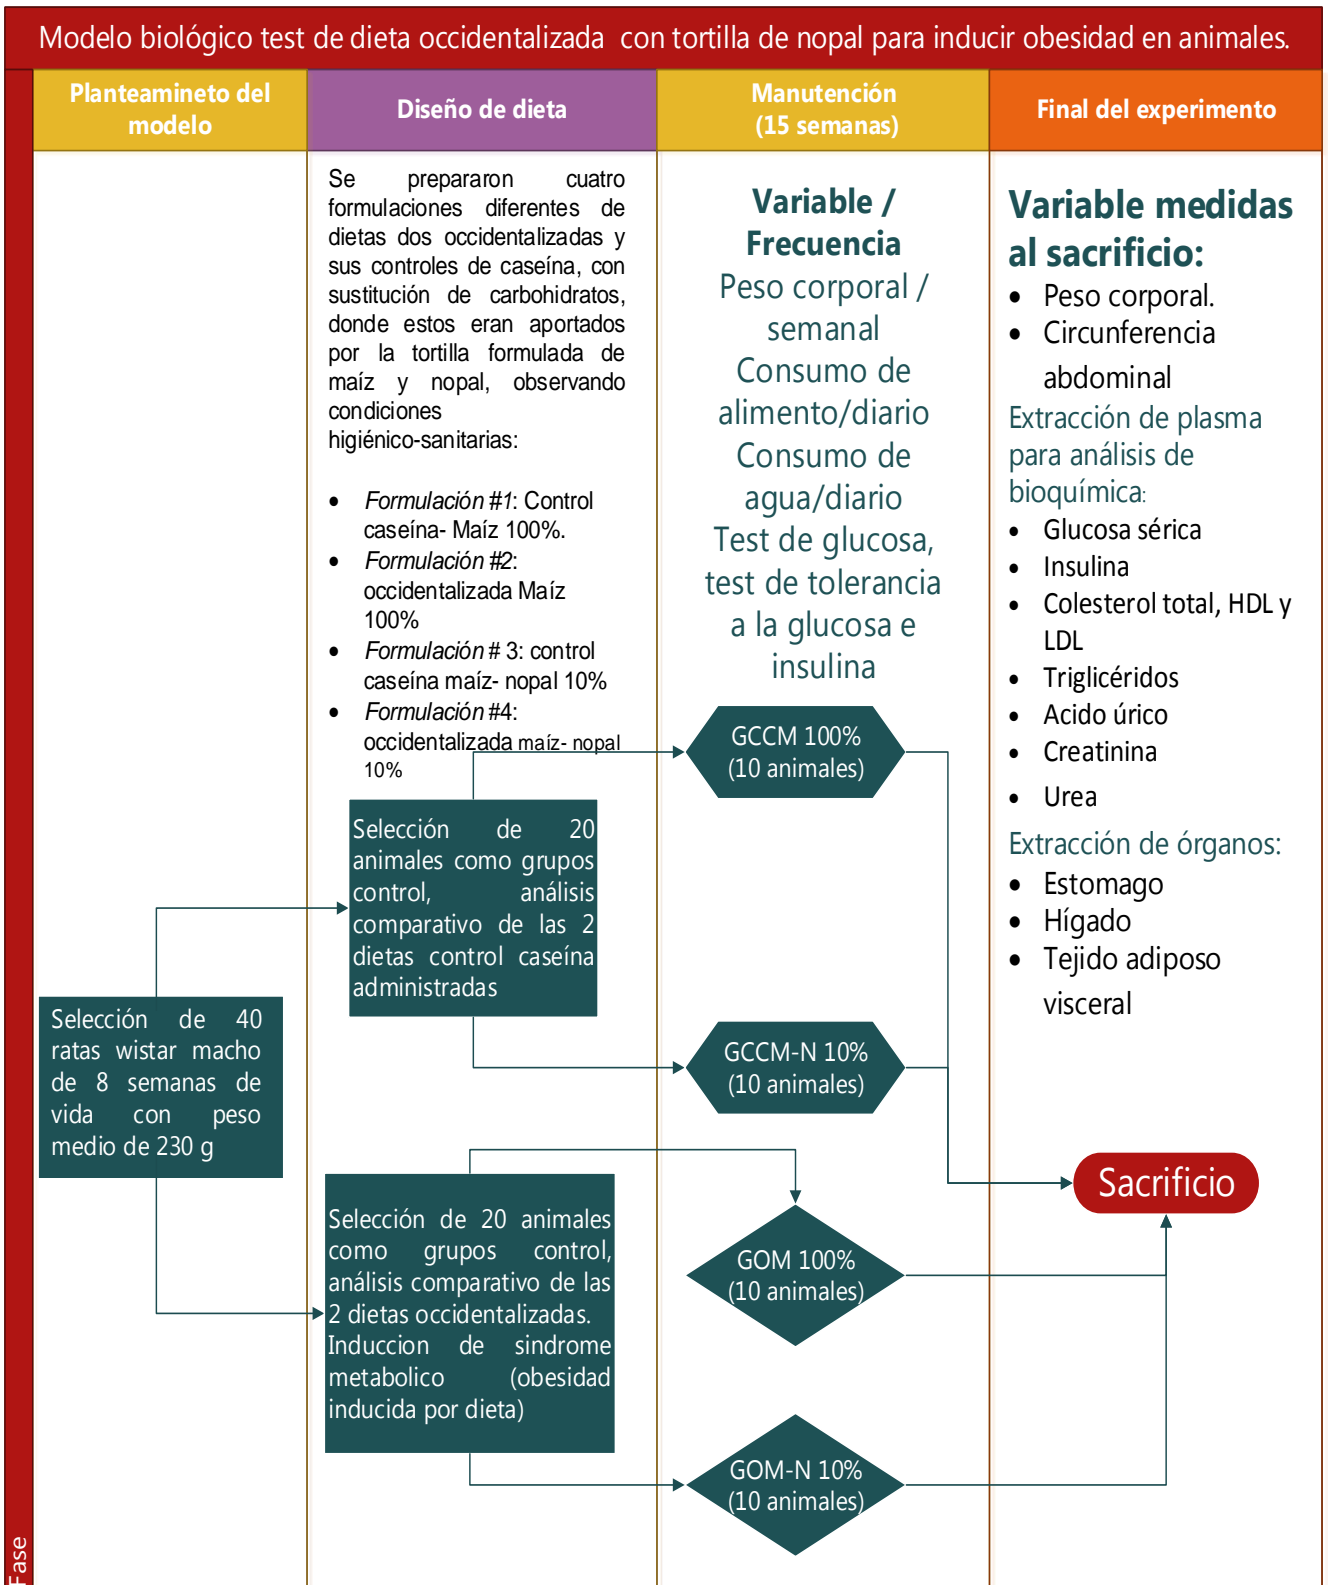 Modelo biológico test de dieta occidentalizada con tortilla de nopal para inducir obesidad en animales.
Planteamineto del
modelo
Diseño de dieta
Manutención
(15 semanas)
Final del experimento
Se prepararon cuatro
formulaciones diferentes de
dietas dos occidentalizadas y
sus controles de caseína, con
sustitución de carbohidratos,
donde estos eran aportados
por la tortilla formulada de
maíz y nopal, observando
condiciones
higiénico-sanitarias:
• Formulación #1: Control
caseína- Maíz 100%.
• Formulación #2:
occidentalizada Maíz
100%
• Formulación # 3: control
caseína maíz- nopal 10%
• Formulación #4:
occidentalizada maíz- nopal
10%
Variable /
Frecuencia
Peso corporal /
semanal
Consumo de
alimento/diario
Consumo de
agua/diario
Test de glucosa,
test de tolerancia
a la glucosa e
insulina
Variable medidas
al sacrificio:
• Peso corporal.
• Circunferencia
abdominal
Extracción de plasma
para análisis de
bioquímica:
• Glucosa sérica
• Insulina
• Colesterol total, HDL y
LDL
• Triglicéridos
• Acido úrico
• Creatinina
• Urea
Extracción de órganos:
• Estomago
• Hígado
• Tejido adiposo
visceral
Selección de 40
ratas wistar macho
de 8 semanas de
vida con peso
medio de 230 g
Selección de 20
animales como grupos
control, análisis
comparativo de las 2
dietas control caseína
administradas
Selección de 20 animales
como grupos control,
análisis comparativo de las
2 dietas occidentalizadas.
Induccion de sindrome
metabolico (obesidad
inducida por dieta)
GCCM 100%
(10 animales)
GCCM-N 10%
(10 animales)
GOM 100%
(10 animales)
GOM-N 10%
(10 animales)
Sacrificio
Fase